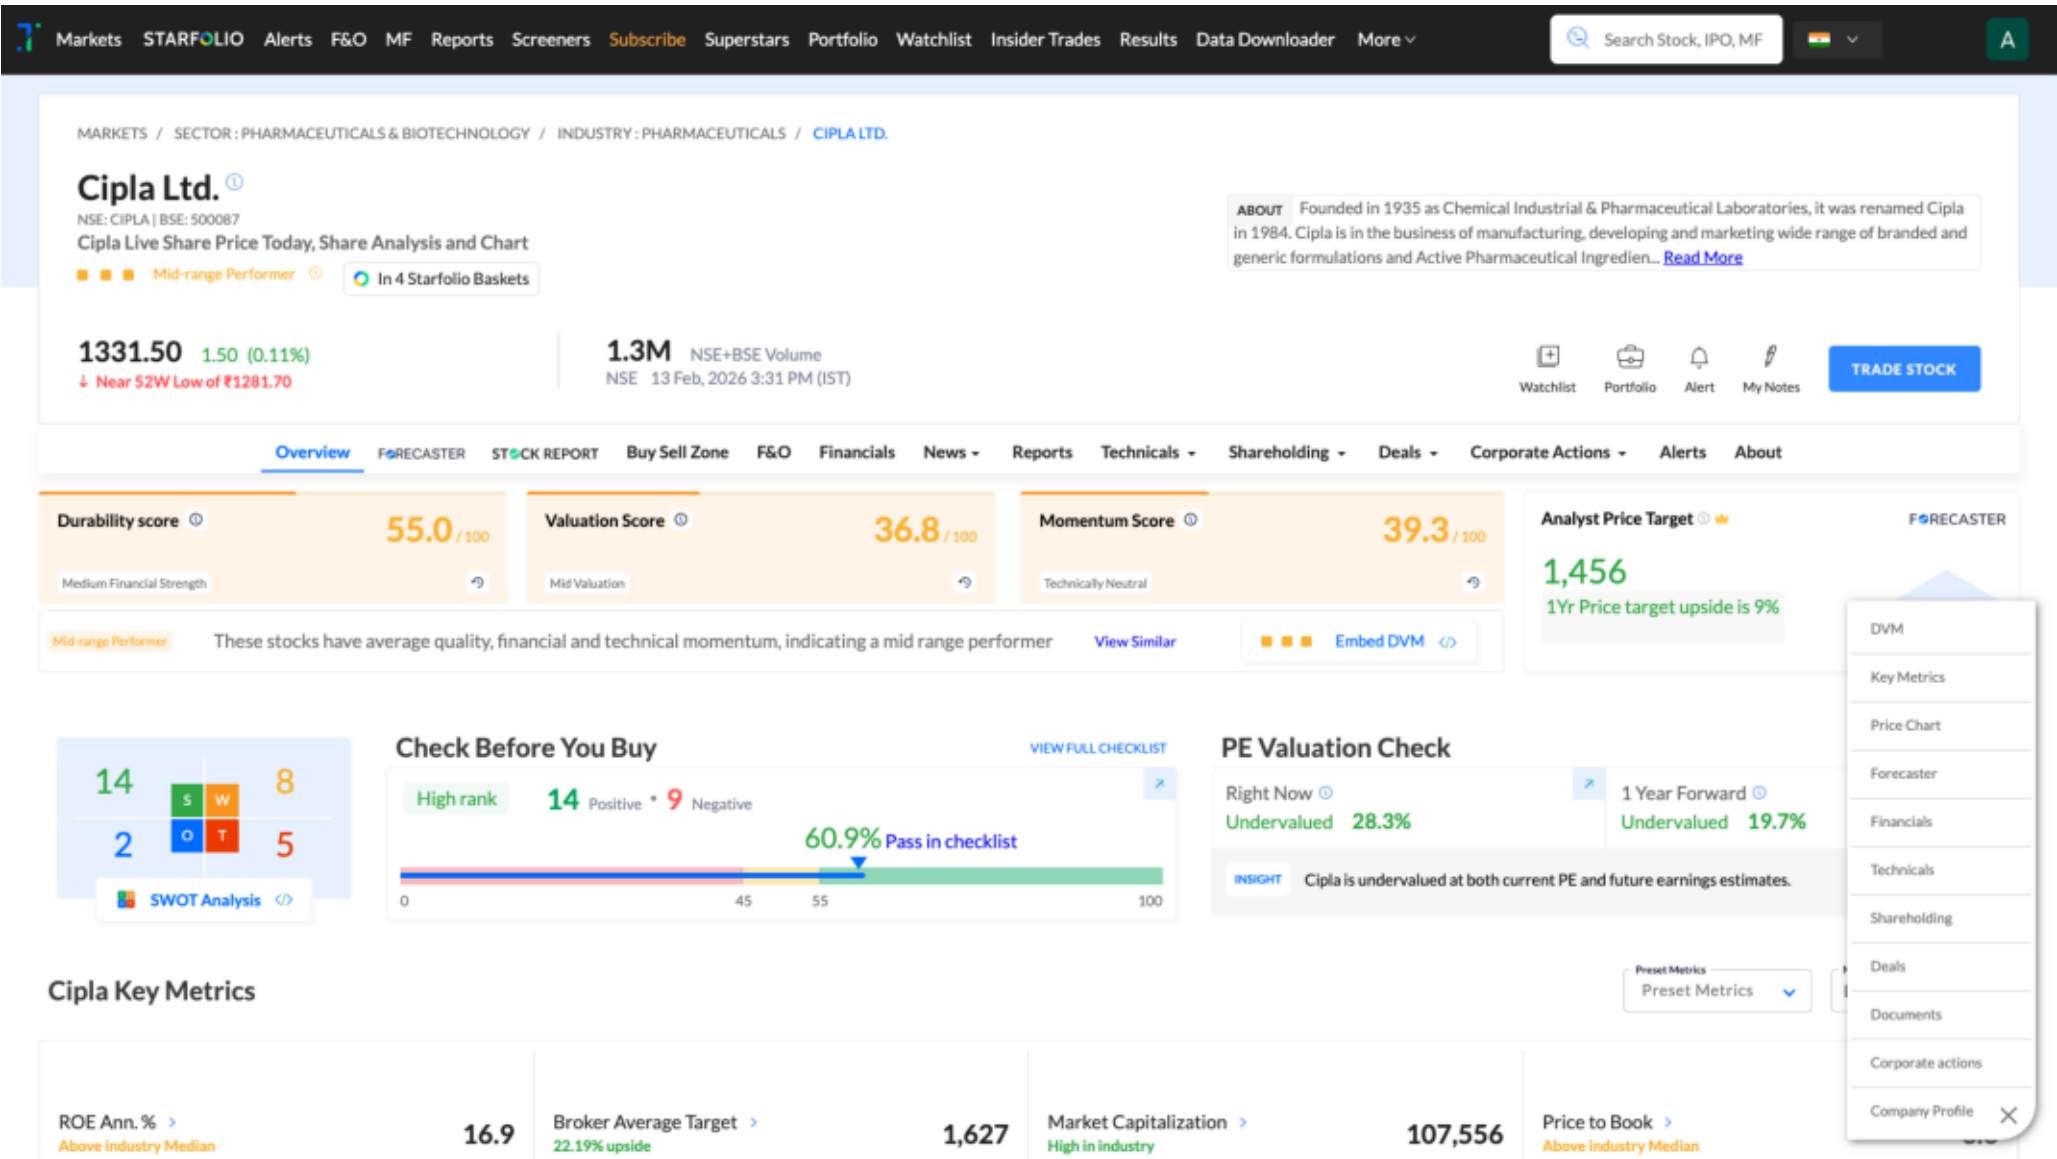 Markets STARFOLIO Alerts F&O MF Reports Screeners Subscribe Superstars Portfolio Watchlist Insider Trades Results Data Downloader More Search Stock, IPO, MF A
MARKETS / SECTOR : PHARMACEUTICALS & BIOTECHNOLOGY / INDUSTRY : PHARMACEUTICALS / CIPLA LTD.
Cipla Ltd.
NSE: CIPLA | BSE: 500087
Cipla Live Share Price Today, Share Analysis and Chart
Mid-range Performer In 4 Starfolio Baskets
ABOUT Founded in 1935 as Chemical Industrial & Pharmaceutical Laboratories, it was renamed Cipla
in 1984. Cipla is in the business of manufacturing, developing and marketing wide range of branded and
generic formulations and Active Pharmaceutical Ingredien... Read More
1331.50 1.50 (0.11%)
↓ Near 52W Low of ₹1281.70
1.3M NSE+BSE Volume
NSE 13 Feb, 2026 3:31 PM (IST)
Watchlist Portfolio Alert My Notes TRADE STOCK
Overview FORECASTER STOCK REPORT Buy Sell Zone F&O Financials News Reports Technicals Shareholding Deals Corporate Actions Alerts About
Durability score 55.0 / 100
Medium Financial Strength
Valuation Score 36.8 / 100
Mid Valuation
Momentum Score 39.3 / 100
Technically Neutral
Analyst Price Target FORECASTER
1,456
1Yr Price target upside is 9%
Mid-range Performer These stocks have average quality, financial and technical momentum, indicating a mid range performer View Similar Embed DVM </>
14 8
S W
O T
2 5
SWOT Analysis </>
Check Before You Buy VIEW FULL CHECKLIST
High rank 14 Positive • 9 Negative
60.9% Pass in checklist
0 45 55 100
PE Valuation Check
Right Now
Undervalued 28.3%
1 Year Forward
Undervalued 19.7%
INSIGHT Cipla is undervalued at both current PE and future earnings estimates.
DVM
Key Metrics
Price Chart
Forecaster
Financials
Technicals
Shareholding
Deals
Documents
Corporate actions
Company Profile
Cipla Key Metrics
Preset Metrics
Preset Metrics
ROE Ann. % 16.9
Above industry Median
Broker Average Target 1,627
22.19% upside
Market Capitalization 107,556
High in industry
Price to Book
Above industry Median